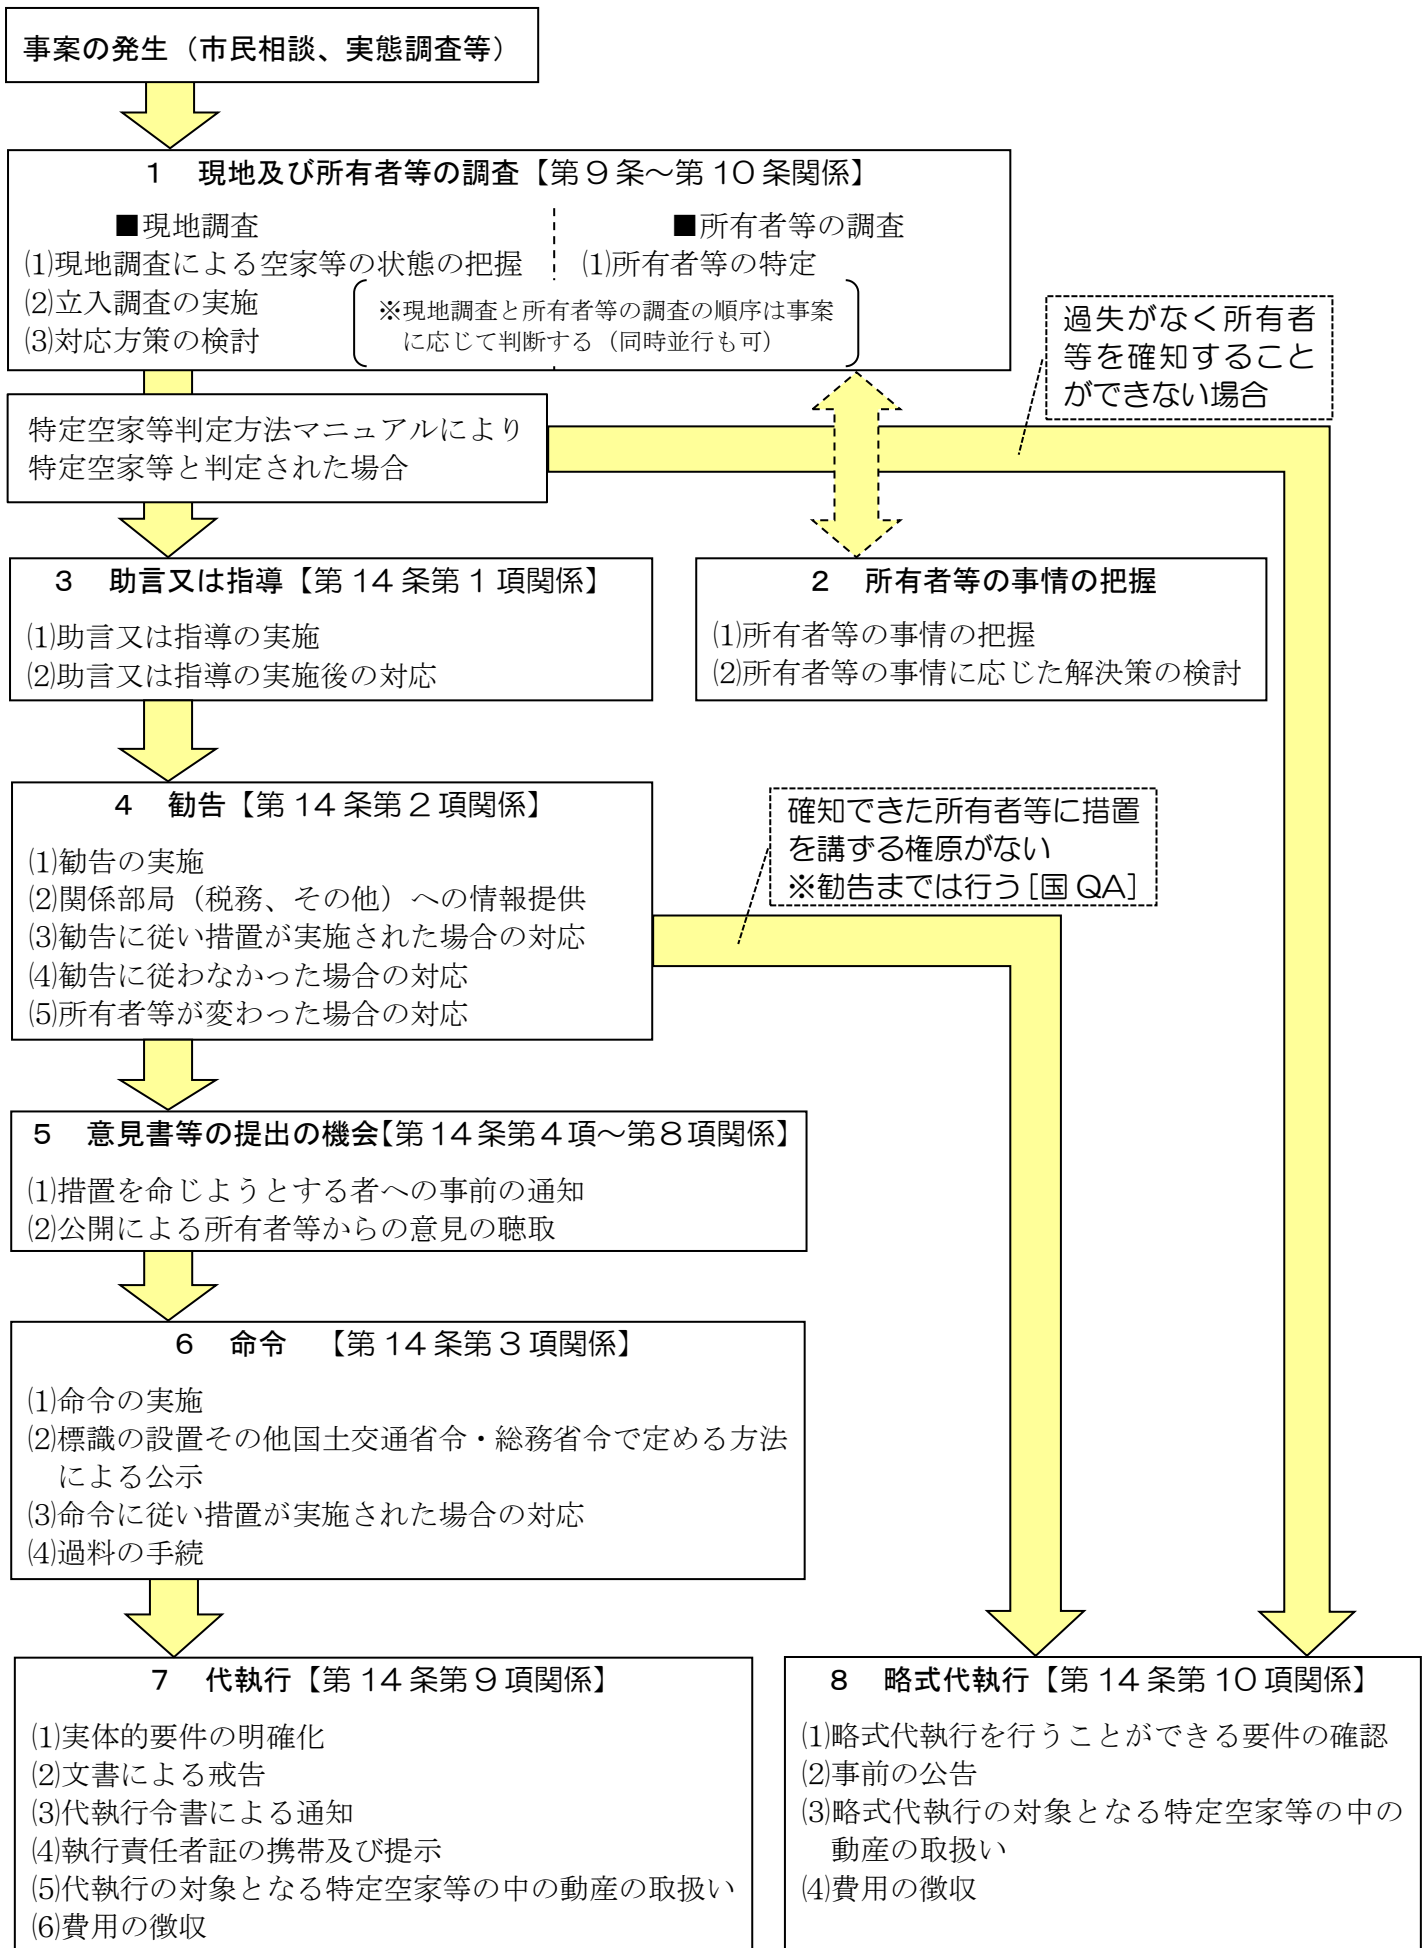 事案の発生（市民相談、実態調査等）
１　現地及び所有者等の調査【第９条～第10条関係】
■現地調査
⑴現地調査による空家等の状態の把握
⑵立入調査の実施
⑶対応方策の検討
■所有者等の調査
⑴所有者等の特定
※現地調査と所有者等の調査の順序は事案
に応じて判断する（同時並行も可）
過失がなく所有者
等を確知すること
ができない場合
特定空家等判定方法マニュアルにより
特定空家等と判定された場合
３　助言又は指導【第14条第１項関係】
⑴助言又は指導の実施
⑵助言又は指導の実施後の対応
２　所有者等の事情の把握
⑴所有者等の事情の把握
⑵所有者等の事情に応じた解決策の検討
４　勧告【第14条第２項関係】
⑴勧告の実施
⑵関係部局（税務、その他）への情報提供
⑶勧告に従い措置が実施された場合の対応
⑷勧告に従わなかった場合の対応
⑸所有者等が変わった場合の対応
確知できた所有者等に措置
を講ずる権原がない
※勧告までは行う［国QA］
５　意見書等の提出の機会【第14条第４項～第８項関係】
⑴措置を命じようとする者への事前の通知
⑵公開による所有者等からの意見の聴取
６　命令　【第14条第３項関係】
⑴命令の実施
⑵標識の設置その他国土交通省令・総務省令で定める方法
による公示
⑶命令に従い措置が実施された場合の対応
⑷過料の手続
７　代執行【第14条第９項関係】
⑴実体的要件の明確化
⑵文書による戒告
⑶代執行令書による通知
⑷執行責任者証の携帯及び提示
⑸代執行の対象となる特定空家等の中の動産の取扱い
⑹費用の徴収
８　略式代執行【第14条第10項関係】
⑴略式代執行を行うことができる要件の確認
⑵事前の公告
⑶略式代執行の対象となる特定空家等の中の
動産の取扱い
⑷費用の徴収